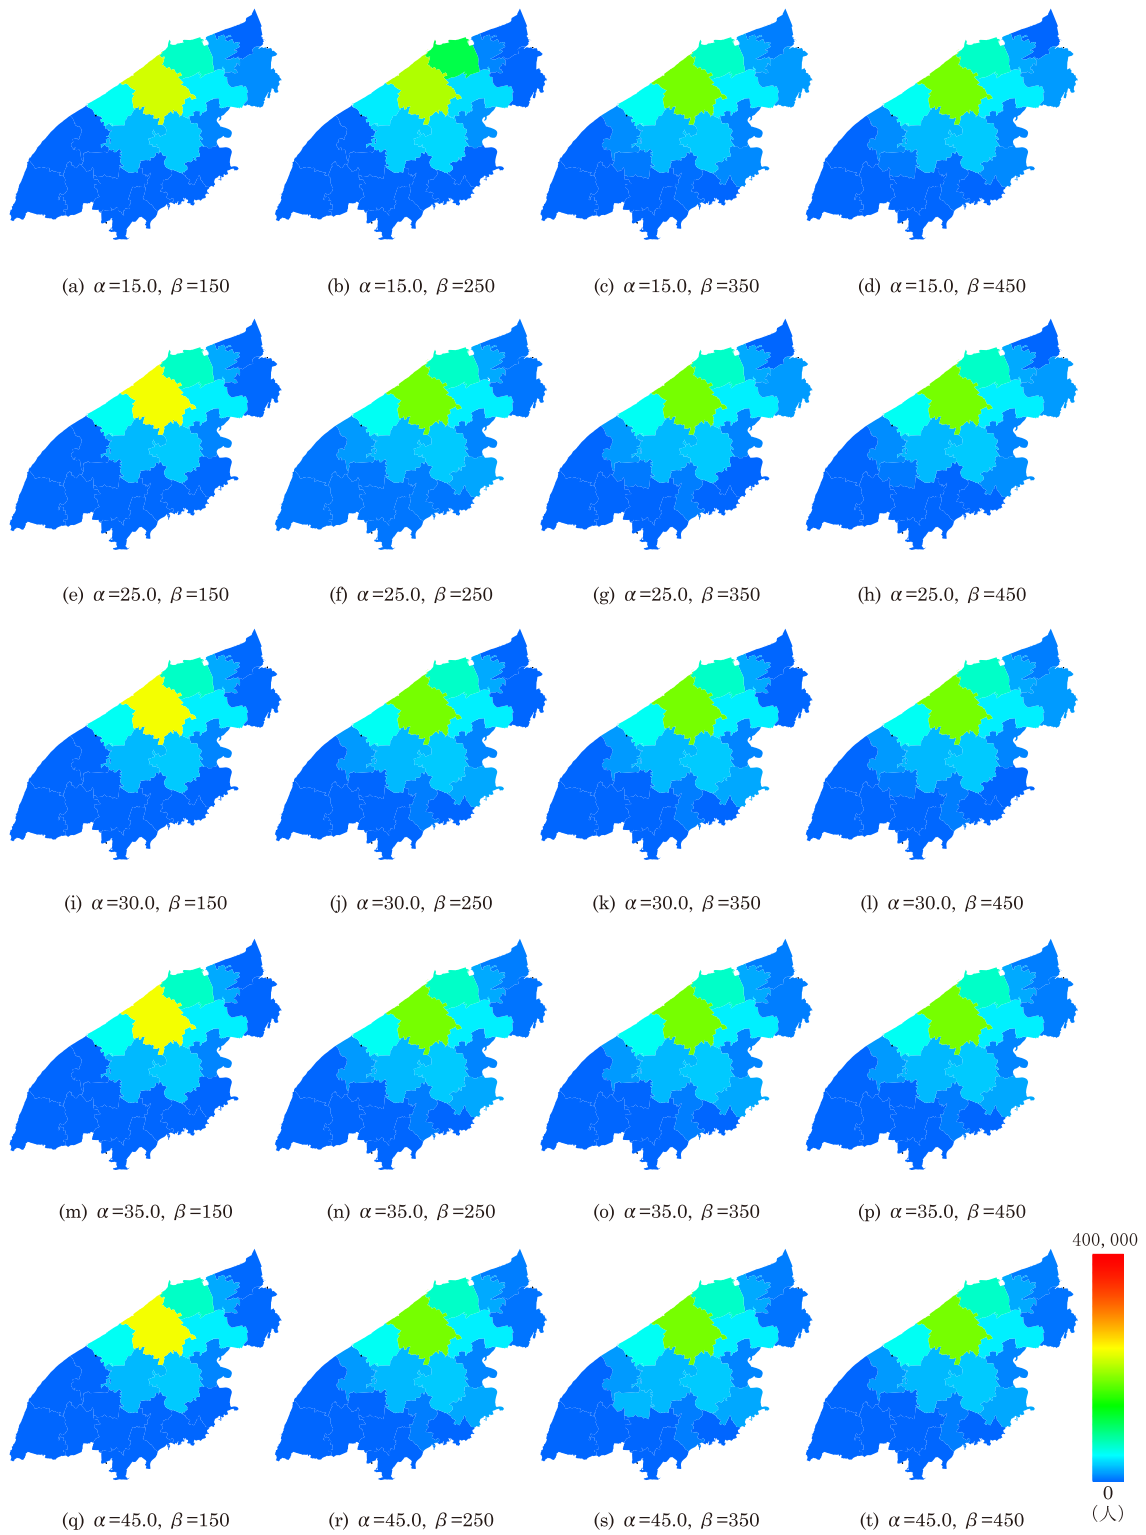 (a) α=15.0, β=150
(b) α=15.0, β=250
(c) α=15.0, β=350
(d) α=15.0, β=450
(e) α=25.0, β=150
(f) α=25.0, β=250
(g) α=25.0, β=350
(h) α=25.0, β=450
(i) α=30.0, β=150
(j) α=30.0, β=250
(k) α=30.0, β=350
(l) α=30.0, β=450
(m) α=35.0, β=150
(n) α=35.0, β=250
(o) α=35.0, β=350
(p) α=35.0, β=450
400,000
0
(人)
(q) α=45.0, β=150
(r) α=45.0, β=250
(s) α=45.0, β=350
(t) α=45.0, β=450